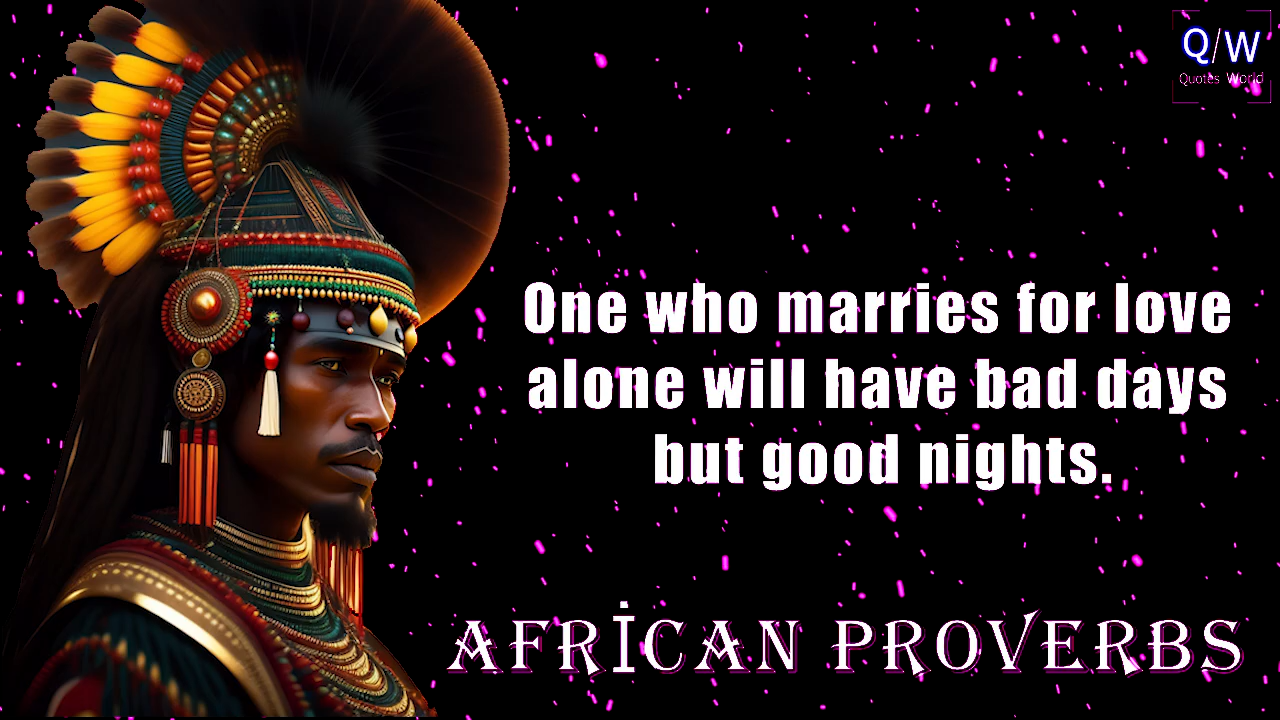 Q/W
Quotes World
One who marries for love
alone will have bad days
but good nights.
AFRİCAN PROVERBS